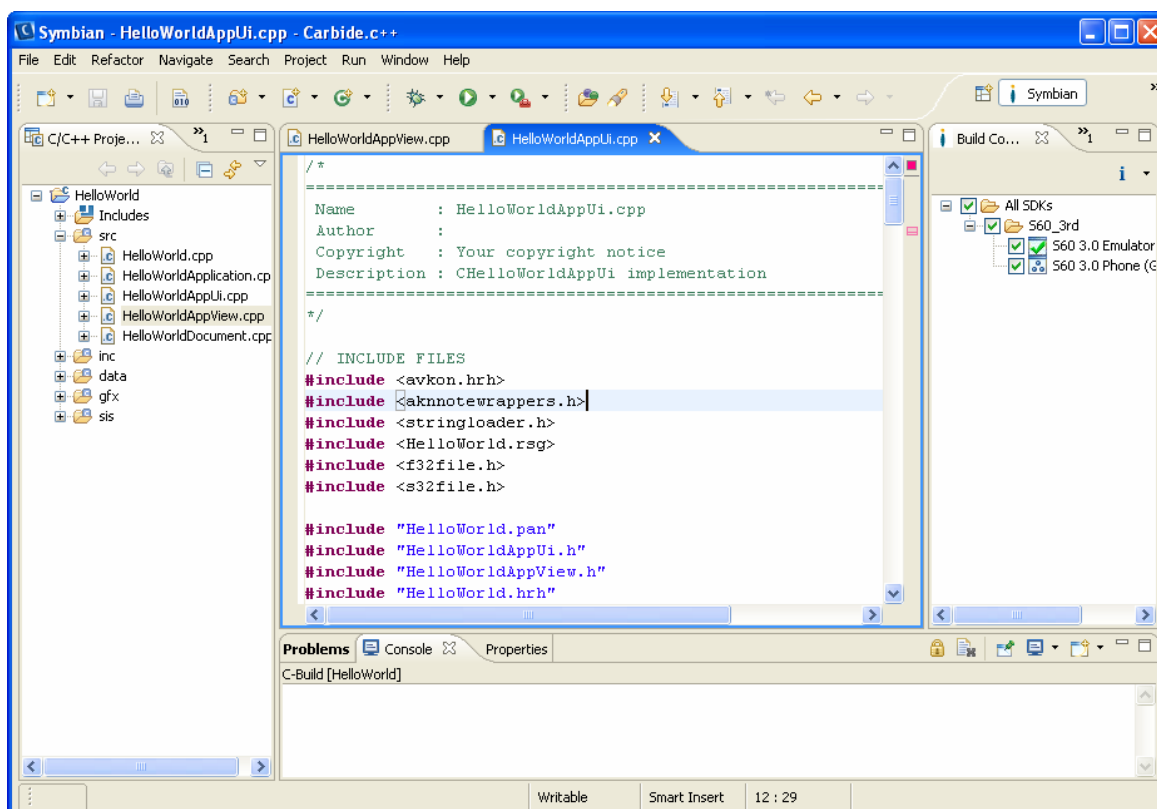 Symbian - HelloWorldAppUi.cpp - Carbide.c++
File Edit Refactor Navigate Search Project Run Window Help
010
Symbian
C/C++ Proje...
»1
HelloWorldAppView.cpp
HelloWorldAppUi.cpp
Build Co...
»1
HelloWorld
Includes
src
HelloWorld.cpp
HelloWorldApplication.cp
HelloWorldAppUi.cpp
HelloWorldAppView.cpp
HelloWorldDocument.cpp
inc
data
gfx
sis
/*
============================================================================
Name : HelloWorldAppUi.cpp
Author :
Copyright : Your copyright notice
Description : CHelloWorldAppUi implementation
============================================================================
*/
// INCLUDE FILES
#include <avkon.hrh>
#include <aknnotewrappers.h>
#include <stringloader.h>
#include <HelloWorld.rsg>
#include <f32file.h>
#include <s32file.h>
#include "HelloWorld.pan"
#include "HelloWorldAppUi.h"
#include "HelloWorldAppView.h"
#include "HelloWorld.hrh"
All SDKs
S60_3rd
S60 3.0 Emulator
S60 3.0 Phone (G
Problems Console Properties
C-Build [HelloWorld]
Writable Smart Insert 12 : 29